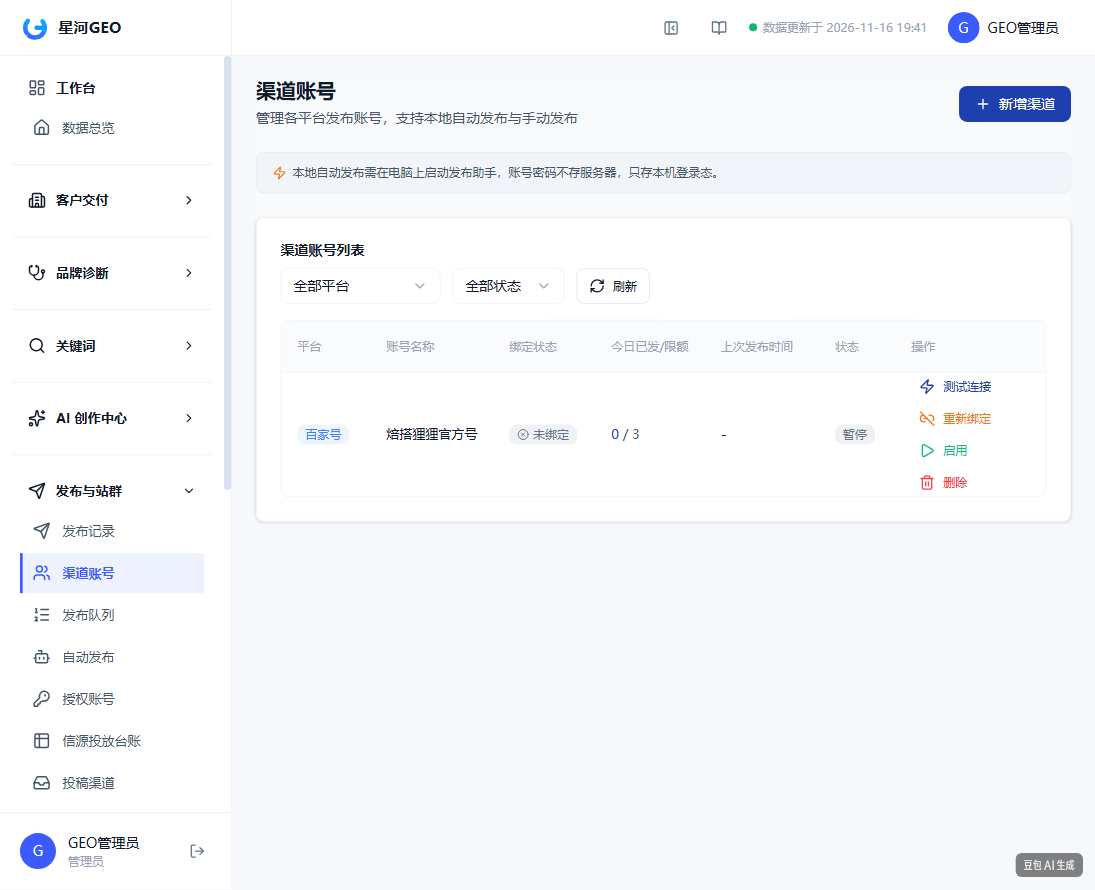 星河GEO
数据更新于 2026-11-16 19:41
G
GEO管理员
工作台
数据总览
客户交付
品牌诊断
关键词
AI 创作中心
发布与站群
发布记录
渠道账号
发布队列
自动发布
授权账号
信源投放台账
投稿渠道
G
GEO管理员
管理员
渠道账号
管理各平台发布账号，支持本地自动发布与手动发布
新增渠道
本地自动发布需在电脑上启动发布助手，账号密码不存服务器，只存本机登录态。
渠道账号列表
全部平台
全部状态
刷新
平台 账号名称 绑定状态 今日已发/限额 上次发布时间 状态 操作
百家号 焙搭狸狸官方号 未绑定 0 / 3 - 暂停
测试连接
重新绑定
启用
删除
豆包 AI 生成